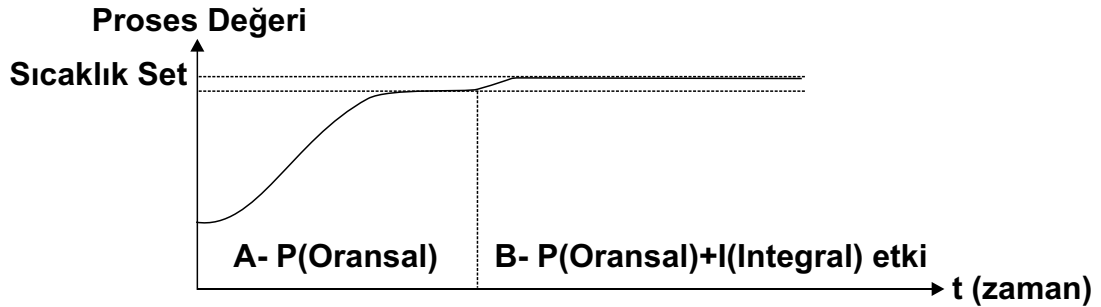 Proses Değeri
Sıcaklık Set
A- P(Oransal)
B- P(Oransal)+I(Integral) etki
t (zaman)